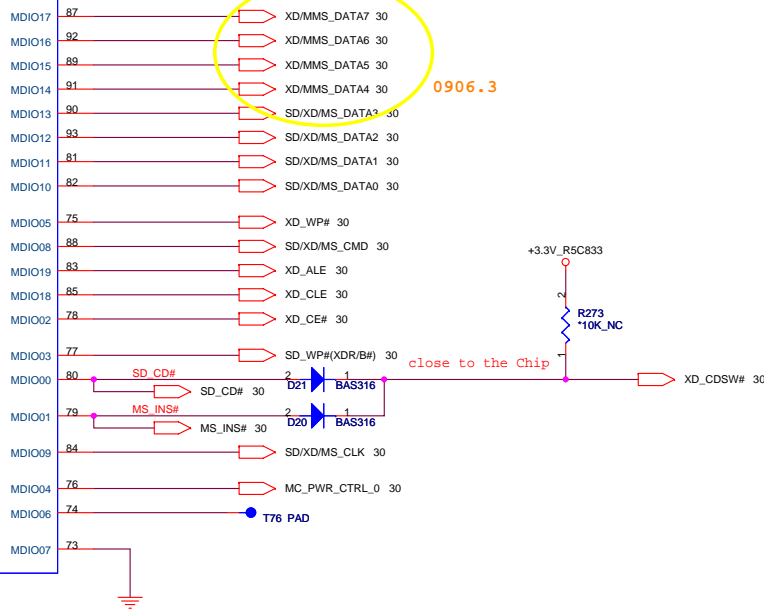 MDIO17 87 XD/MMS_DATA7 30
MDIO16 92 XD/MMS_DATA6 30
MDIO15 89 XD/MMS_DATA5 30
MDIO14 91 XD/MMS_DATA4 30 0906.3
MDIO13 90 SD/XD/MS_DATA3 30
MDIO12 93 SD/XD/MS_DATA2 30
MDIO11 81 SD/XD/MS_DATA1 30
MDIO10 82 SD/XD/MS_DATA0 30
MDIO05 75 XD_WP# 30
MDIO08 88 SD/XD/MS_CMD 30
+3.3V_R5C833
MDIO19 83 XD_ALE 30
MDIO18 85 XD_CLE 30 2
MDIO02 78 XD_CE# 30
R273
*10K_NC
MDIO03 77 SD_WP#(XDR/B#) 30 1
close to the Chip
MDIO00 80 SD_CD# 2 1 XD_CDSW# 30
SD_CD# 30 D21 BAS316
MDIO01 79 MS_INS# 2 1
MS_INS# 30 D20 BAS316
MDIO09 84 SD/XD/MS_CLK 30
MDIO04 76 MC_PWR_CTRL_0 30
MDIO06 74 T76 PAD
MDIO07 73